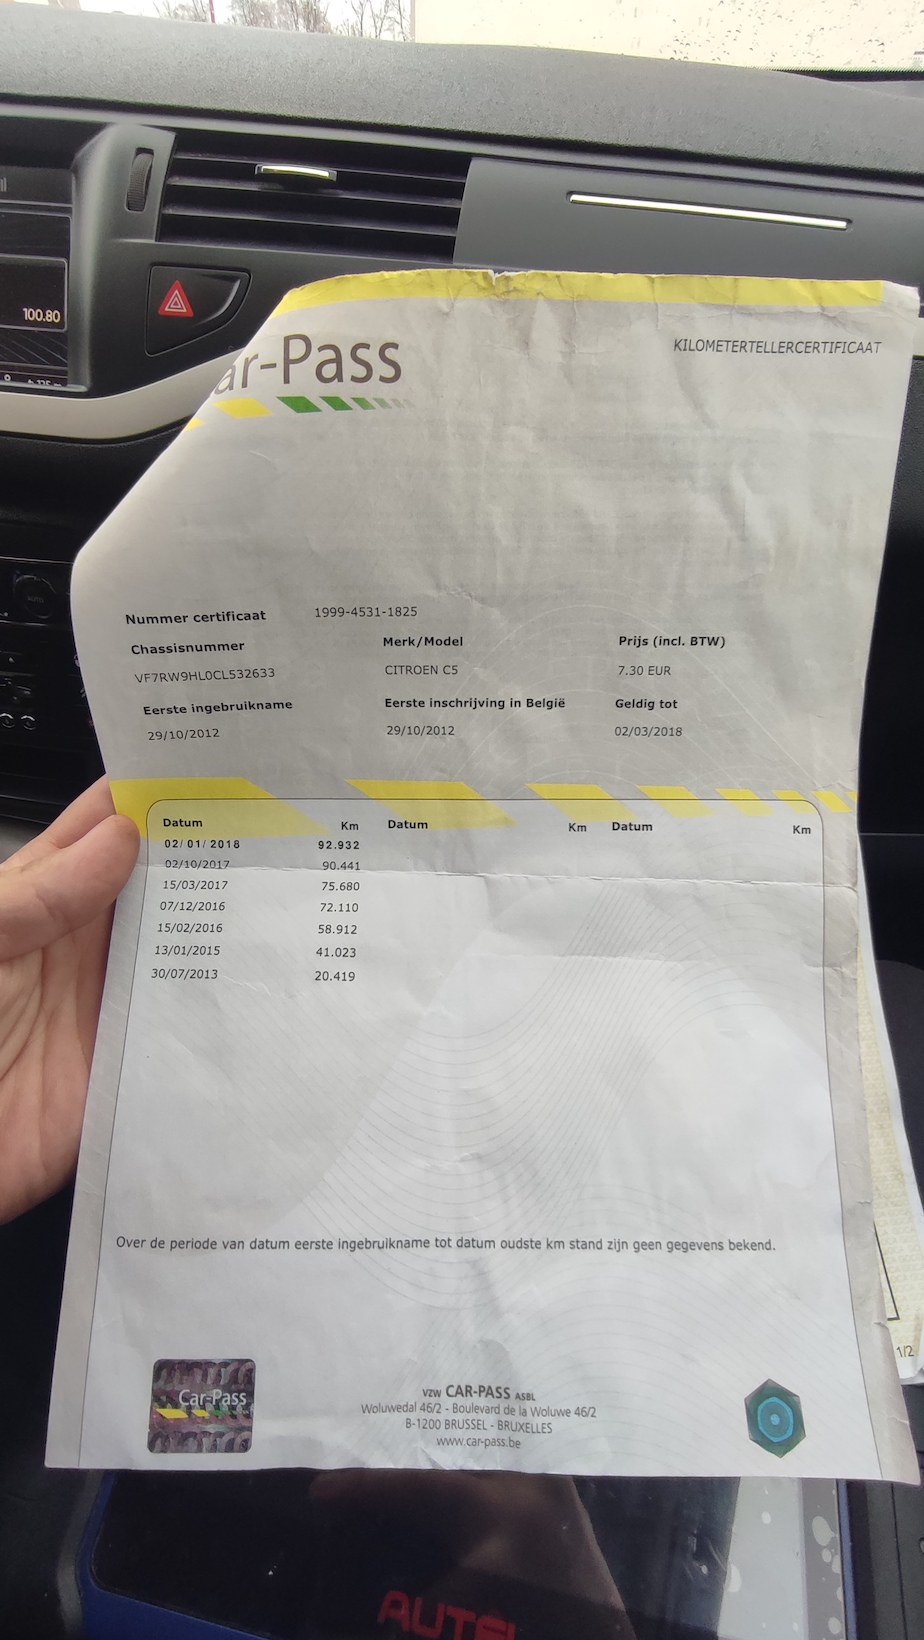 100.80
ar-Pass
KILOMETERTELLERCERTIFICAAT
Nummer certificaat 1999-4531-1825
Chassisnummer Merk/Model Prijs (incl. BTW)
VF7RW9HL0CL532633 CITROEN C5 7.30 EUR
Eerste ingebruikname Eerste inschrijving in België Geldig tot
29/10/2012 29/10/2012 02/03/2018
Datum Km Datum Km Datum Km
02/01/2018 92.932
02/10/2017 90.441
15/03/2017 75.680
07/12/2016 72.110
15/02/2016 58.912
13/01/2015 41.023
30/07/2013 20.419
Over de periode van datum eerste ingebruikname tot datum oudste km stand zijn geen gegevens bekend.
1/2
Car-Pass
vzw CAR-PASS ASBL
Woluwedal 46/2 - Boulevard de la Woluwe 46/2
B-1200 BRUSSEL - BRUXELLES
www.car-pass.be
AUTEL